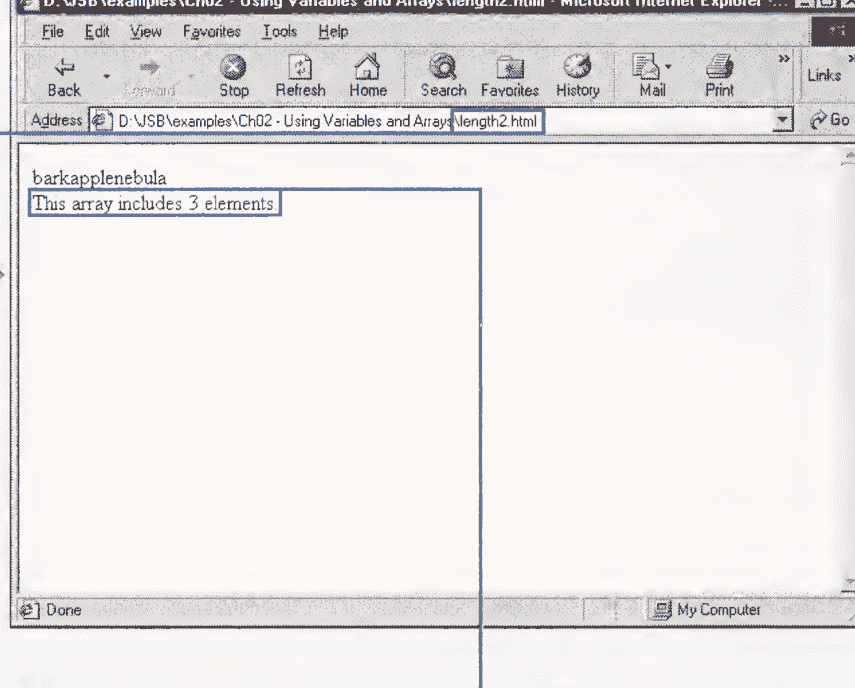 D:\JSB\examples\Ch02 - Using Variables and Arrays\length2.html - Microsoft Internet Explorer - ...
File Edit View Favorites Tools Help
Back Forward Stop Refresh Home Search Favorites History Mail Print Links
Address D:\JSB\examples\Ch02 - Using Variables and Arrays\length2.html Go
barkapplenebula
This array includes 3 elements.
Done My Computer